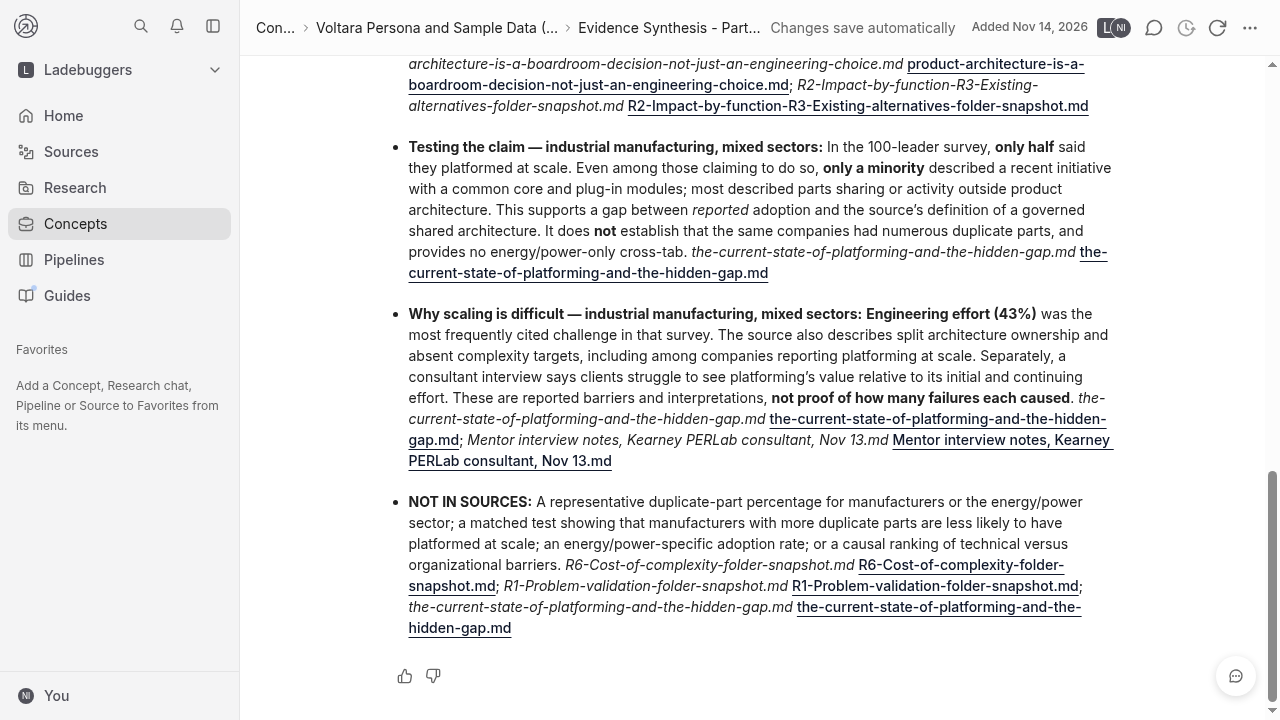 Con...
Voltara Persona and Sample Data (...
Evidence Synthesis - Part...
Changes save automatically
Added Nov 14, 2026
L
NI
L
Ladebuggers
Home
Sources
Research
Concepts
Pipelines
Guides
Favorites
Add a Concept, Research chat,
Pipeline or Source to Favorites from
its menu.
NI
You
architecture-is-a-boardroom-decision-not-just-an-engineering-choice.md product-architecture-is-a-
boardroom-decision-not-just-an-engineering-choice.md; R2-Impact-by-function-R3-Existing-
alternatives-folder-snapshot.md R2-Impact-by-function-R3-Existing-alternatives-folder-snapshot.md
• Testing the claim — industrial manufacturing, mixed sectors: In the 100-leader survey, only half said
they platformed at scale. Even among those claiming to do so, only a minority described a recent initiative
with a common core and plug-in modules; most described parts sharing or activity outside product
architecture. This supports a gap between reported adoption and the source’s definition of a governed
shared architecture. It does not establish that the same companies had numerous duplicate parts, and
provides no energy/power-only cross-tab. the-current-state-of-platforming-and-the-hidden-gap.md the-
current-state-of-platforming-and-the-hidden-gap.md
• Why scaling is difficult — industrial manufacturing, mixed sectors: Engineering effort (43%) was the
most frequently cited challenge in that survey. The source also describes split architecture ownership and
absent complexity targets, including among companies reporting platforming at scale. Separately, a
consultant interview says clients struggle to see platforming’s value relative to its initial and continuing
effort. These are reported barriers and interpretations, not proof of how many failures each caused. the-
current-state-of-platforming-and-the-hidden-gap.md the-current-state-of-platforming-and-the-hidden-
gap.md; Mentor interview notes, Kearney PERLab consultant, Nov 13.md Mentor interview notes, Kearney
PERLab consultant, Nov 13.md
• NOT IN SOURCES: A representative duplicate-part percentage for manufacturers or the energy/power
sector; a matched test showing that manufacturers with more duplicate parts are less likely to have
platformed at scale; an energy/power-specific adoption rate; or a causal ranking of technical versus
organizational barriers. R6-Cost-of-complexity-folder-snapshot.md R6-Cost-of-complexity-folder-
snapshot.md; R1-Problem-validation-folder-snapshot.md R1-Problem-validation-folder-snapshot.md;
the-current-state-of-platforming-and-the-hidden-gap.md the-current-state-of-platforming-and-the-
hidden-gap.md